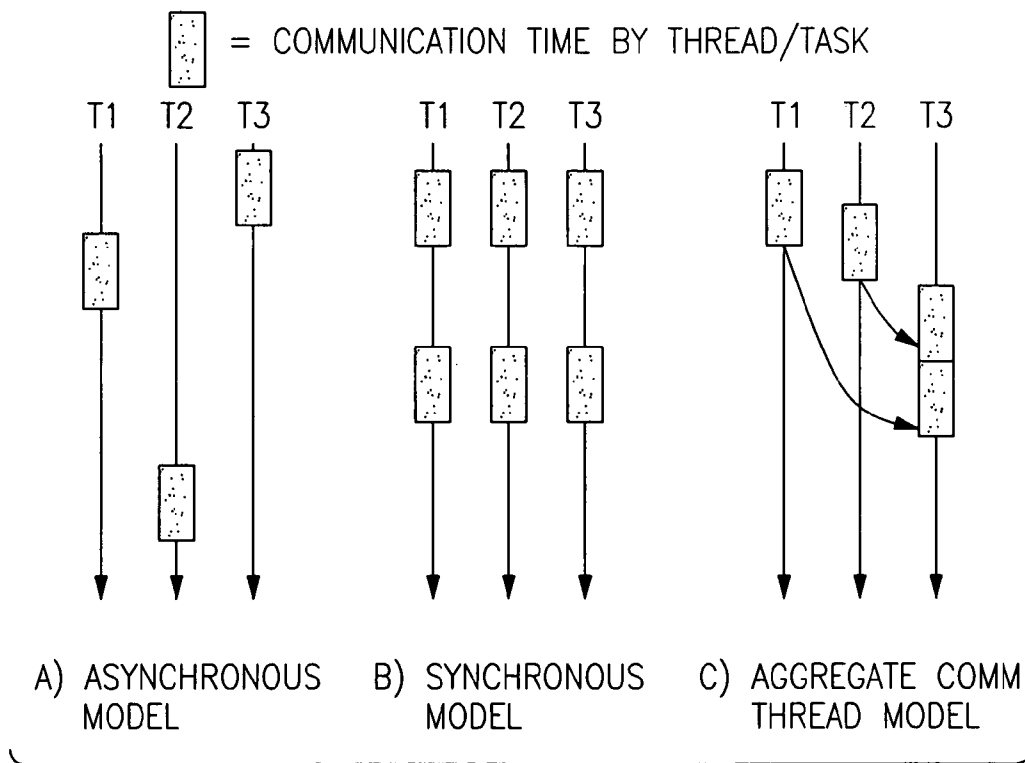 = COMMUNICATION TIME BY THREAD/TASK
T1 T2 T3
T1 T2 T3
T1 T2 T3
A) ASYNCHRONOUS MODEL
B) SYNCHRONOUS MODEL
C) AGGREGATE COMM THREAD MODEL